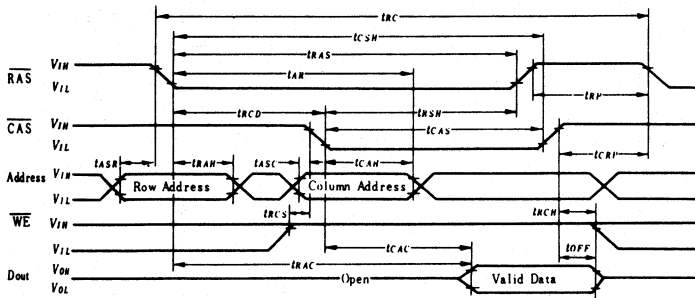 tRC
tCSH
tRAS
tAR
RAS VIH
VIL
tRP
tRCD
tRSH
CAS VIH
VIL
tCAS
tCRP
tASR
tRAH
tASC
tCAH
Address VIH
VIL
Row Address
Column Address
tRCS
tRCH
WE VIH
VIL
tCAC
tOFF
tRAC
Dout VOH
VOL
Open
Valid Data